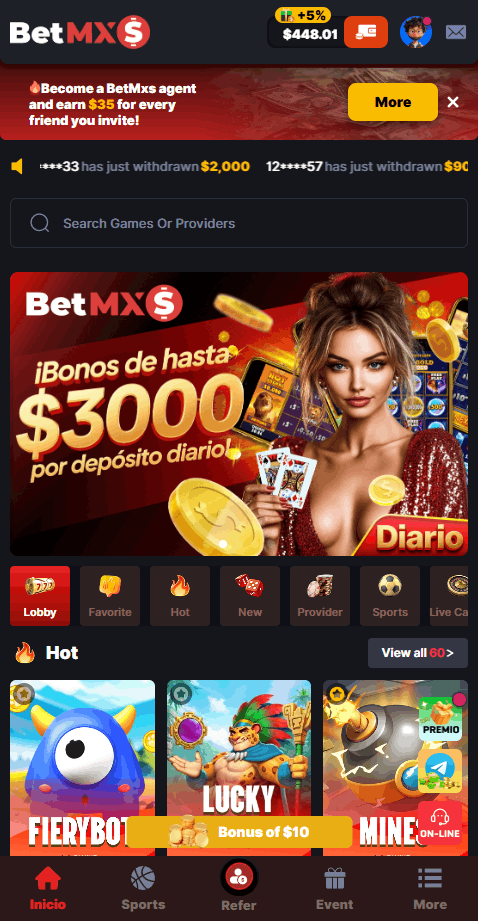 BetMXS
+5%
$448.01
Become a BetMxs agent
and earn $35 for every
friend you invite!
More
****33 has just withdrawn $2,000 12****57 has just withdrawn $90
Search Games Or Providers
BetMXS
¡Bonos de hasta
$3000
por depósito diario!
Diario
Lobby
Favorite
Hot
New
Provider
Sports
Live Ca
Hot
View all 60 >
PREMIO
LUCKY
FIERYBOT
MINES
ON-LINE
Bonus of $10
Inicio
Sports
Refer
Event
More